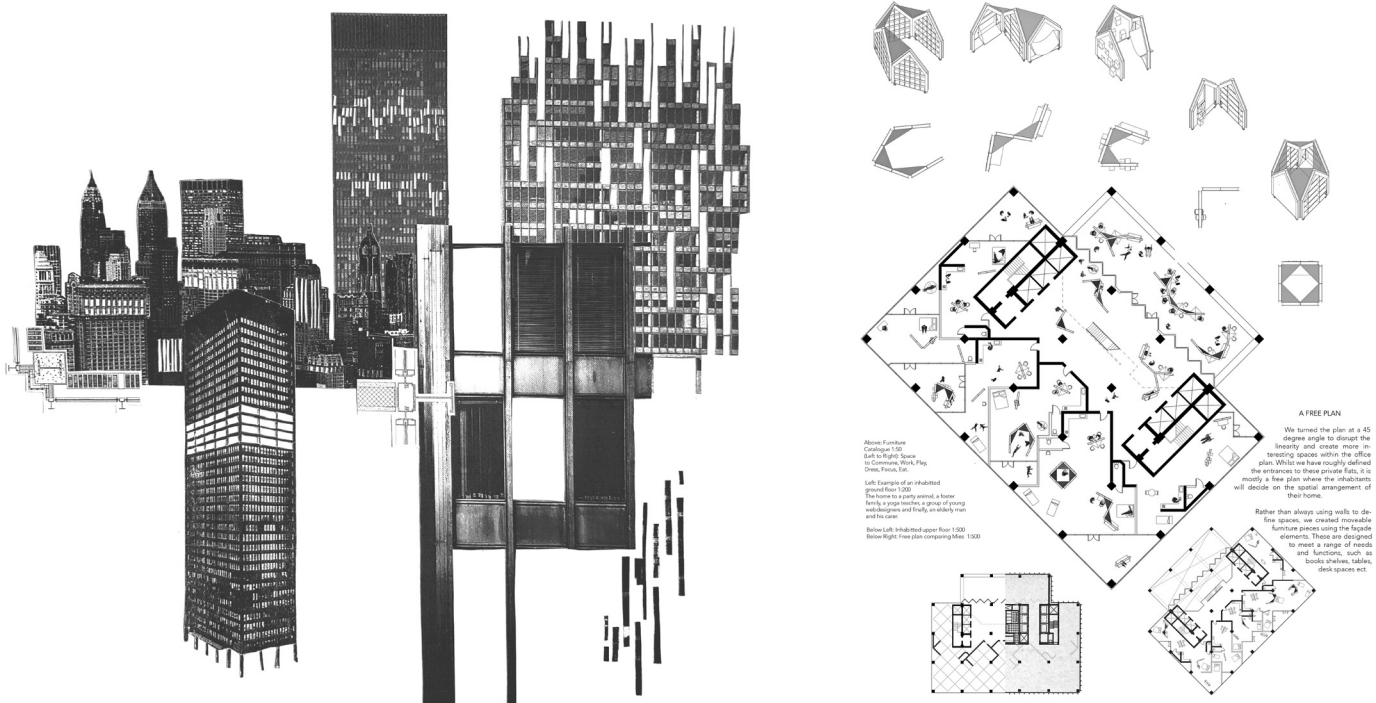 A FREE PLAN
We turned the plan at a 45
degree angle to disrupt the
linearity and create more in-
teresting spaces within the office
plan. Whilst we have roughly defined
the entrances to these private flats, it is
mostly a free plan where the inhabitants
will decide on the spatial arrangement of
their home.
Rather than always using walls to de-
fine spaces, we created moveable
furniture pieces using the façade
elements. These are designed
to meet a range of needs
and functions, such as
books shelves, tables,
desk spaces ect.
Above: Furniture
Catalogue 1:50
(Left to Right): Space
to Commune, Work, Play,
Dress, Focus, Eat.
Left: Example of an inhabited
ground floor 1:200
The home to a party animal, a foster
family, a yoga teacher, a group of young
webdesigners and finally, an elderly man
and his carer.
Below Left: Inhabited upper floor 1:500
Below Right: Free plan comparing Mies 1:500